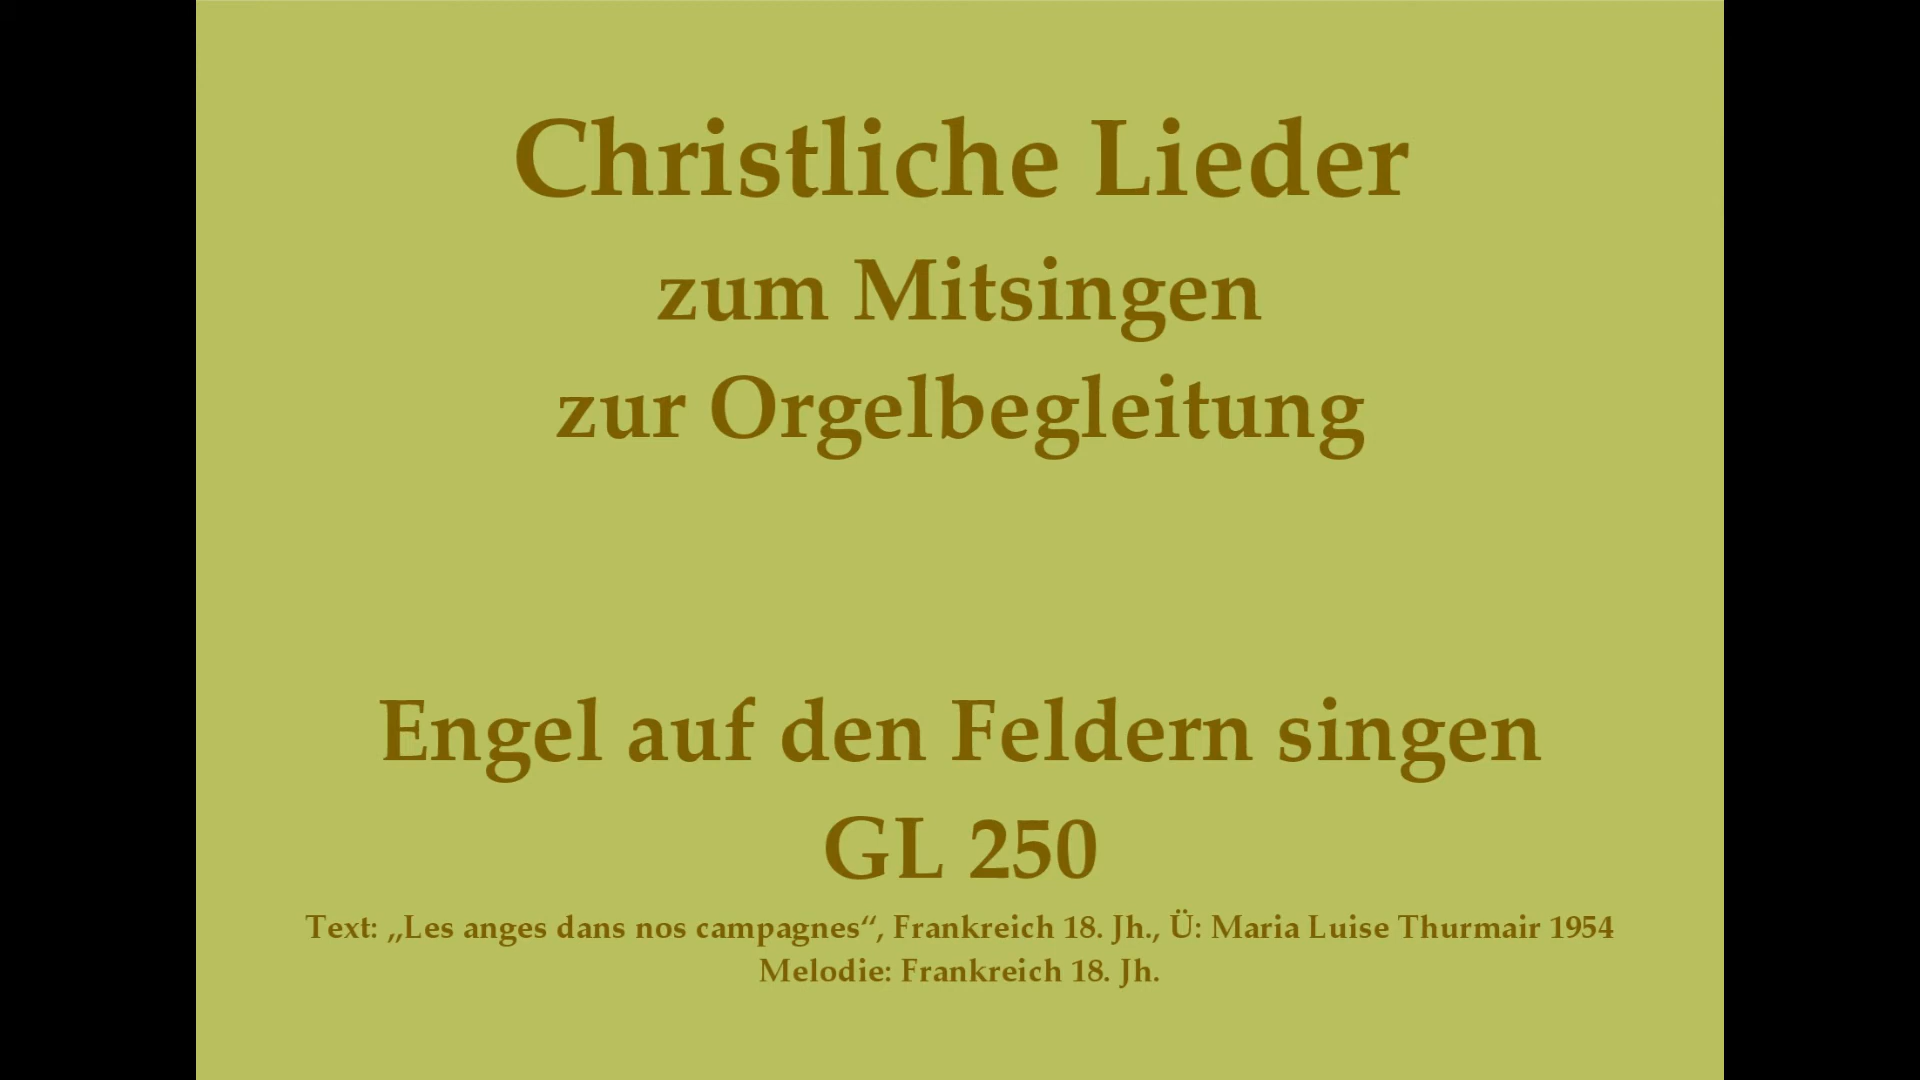 Christliche Lieder
zum Mitsingen
zur Orgelbegleitung
Engel auf den Feldern singen
GL 250
Text: „Les anges dans nos campagnes“, Frankreich 18. Jh., Ü: Maria Luise Thurmair 1954
Melodie: Frankreich 18. Jh.